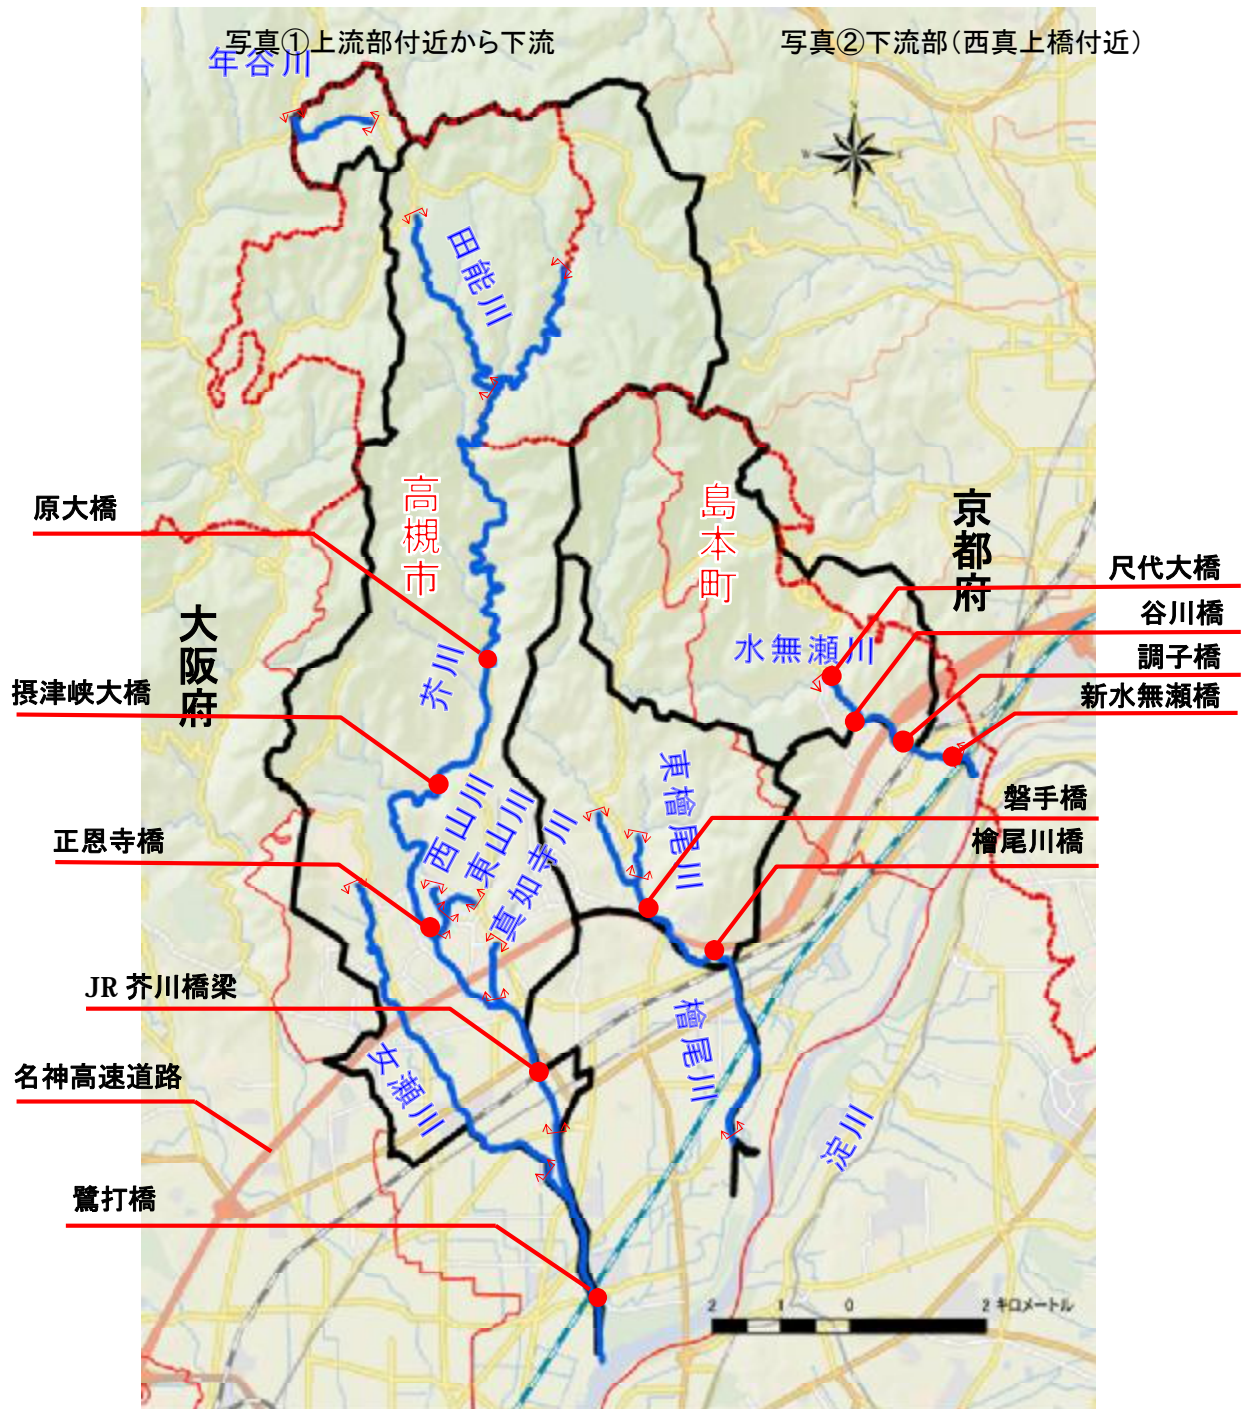 写真①上流部付近から下流
写真②下流部(西真上橋付近)
年谷川
N
W
E
S
田能川
高槻市
島本町
京都府
大阪府
原大橋
尺代大橋
谷川橋
調子橋
新水無瀬橋
水無瀬川
芥川
摂津峡大橋
東檜尾川
西山川
東山川
真如寺川
磐手橋
檜尾川橋
正恩寺橋
JR 芥川橋梁
檜尾川
女瀬川
名神高速道路
淀川
鷺打橋
2 1 0 2 キロメートル